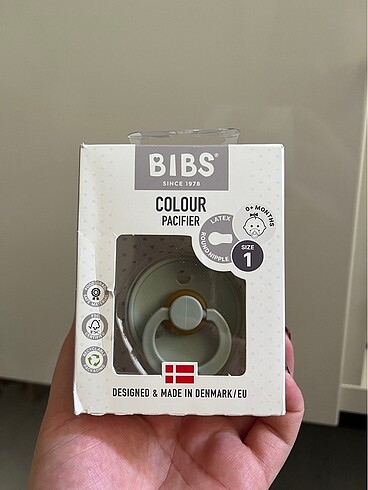 BIBS®
SINCE 1978
COLOUR
PACIFIER
LATEX
ROUND NIPPLE
0+ MONTHS
SIZE
1
DESIGNED & MADE IN DENMARK/EU